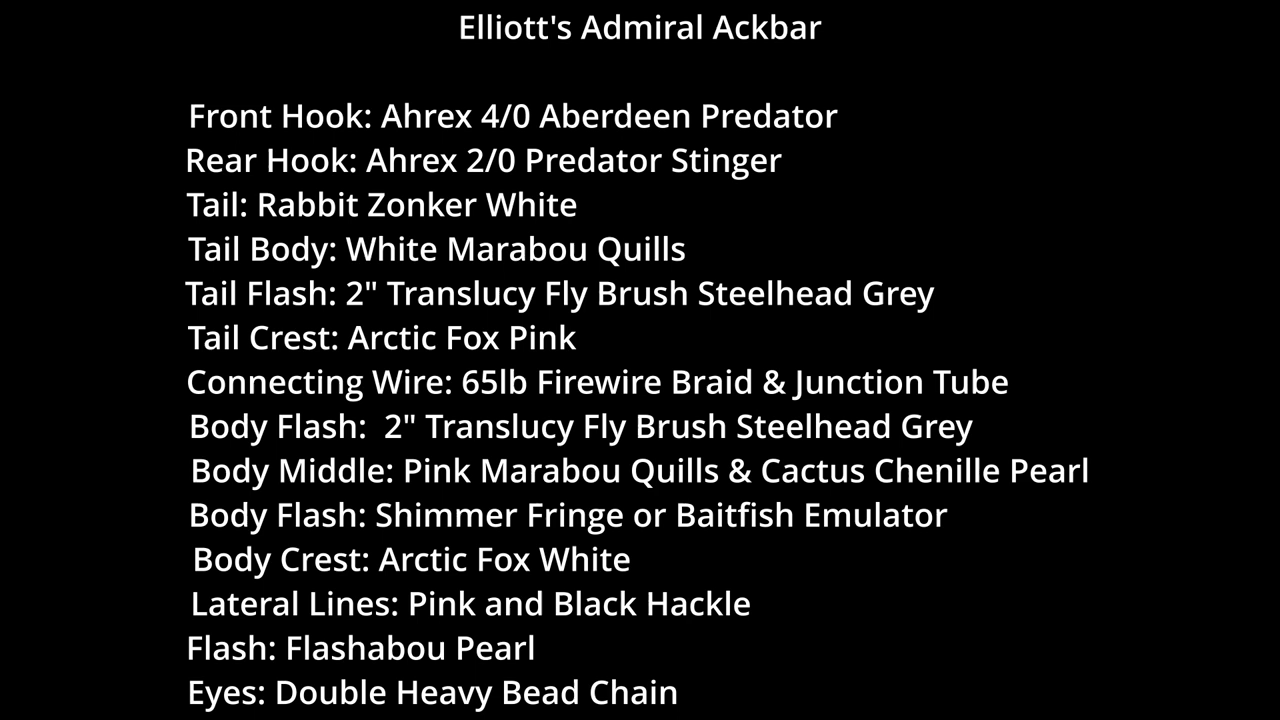 Elliott's Admiral Ackbar
Front Hook: Ahrex 4/0 Aberdeen Predator
Rear Hook: Ahrex 2/0 Predator Stinger
Tail: Rabbit Zonker White
Tail Body: White Marabou Quills
Tail Flash: 2" Translucy Fly Brush Steelhead Grey
Tail Crest: Arctic Fox Pink
Connecting Wire: 65lb Firewire Braid & Junction Tube
Body Flash:  2" Translucy Fly Brush Steelhead Grey
Body Middle: Pink Marabou Quills & Cactus Chenille Pearl
Body Flash: Shimmer Fringe or Baitfish Emulator
Body Crest: Arctic Fox White
Lateral Lines: Pink and Black Hackle
Flash: Flashabou Pearl
Eyes: Double Heavy Bead Chain